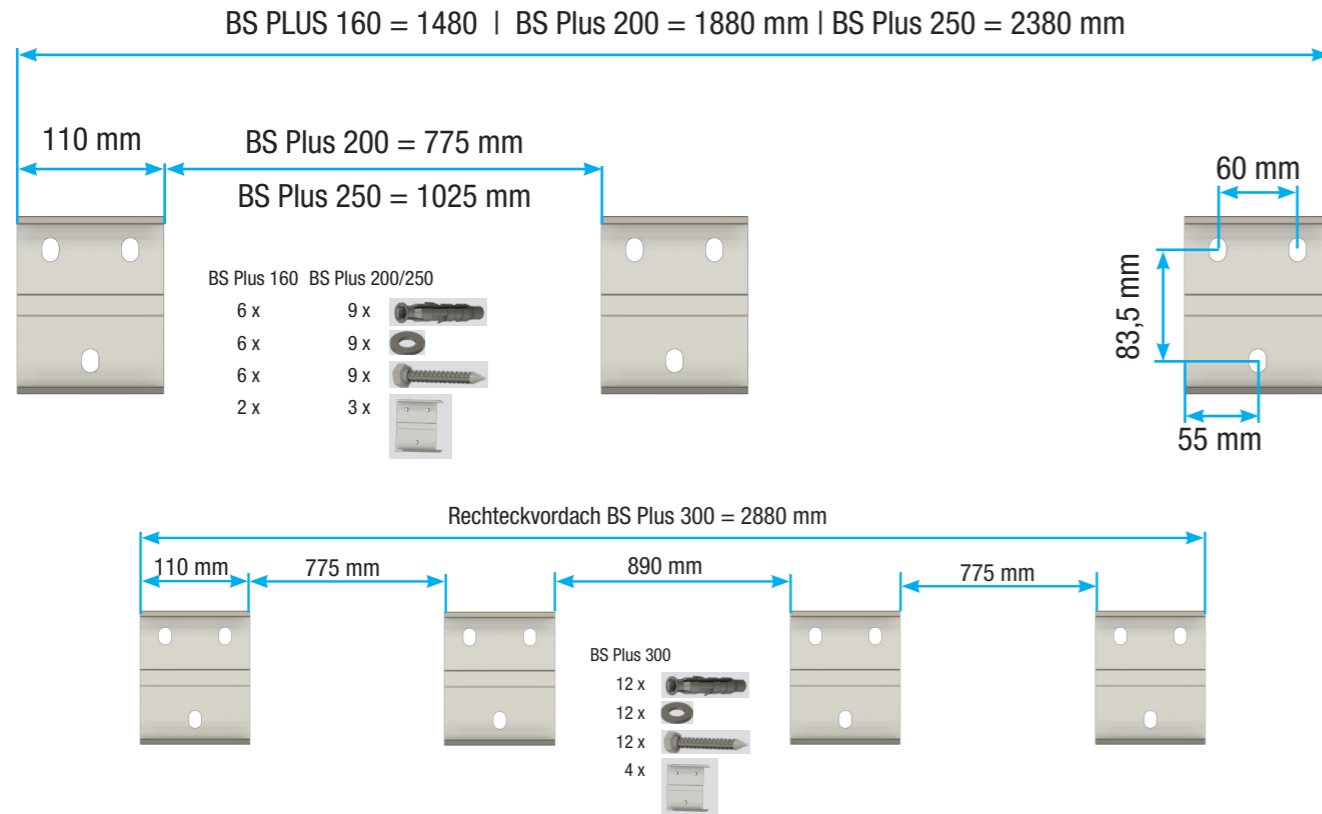 BS PLUS 160 = 1480 | BS Plus 200 = 1880 mm | BS Plus 250 = 2380 mm
110 mm
BS Plus 200 = 775 mm
BS Plus 250 = 1025 mm
60 mm
83,5 mm
55 mm
BS Plus 160 BS Plus 200/250
6 x 9 x
6 x 9 x
6 x 9 x
2 x 3 x
Rechteckvordach BS Plus 300 = 2880 mm
110 mm 775 mm 890 mm 775 mm
BS Plus 300
12 x
12 x
12 x
4 x